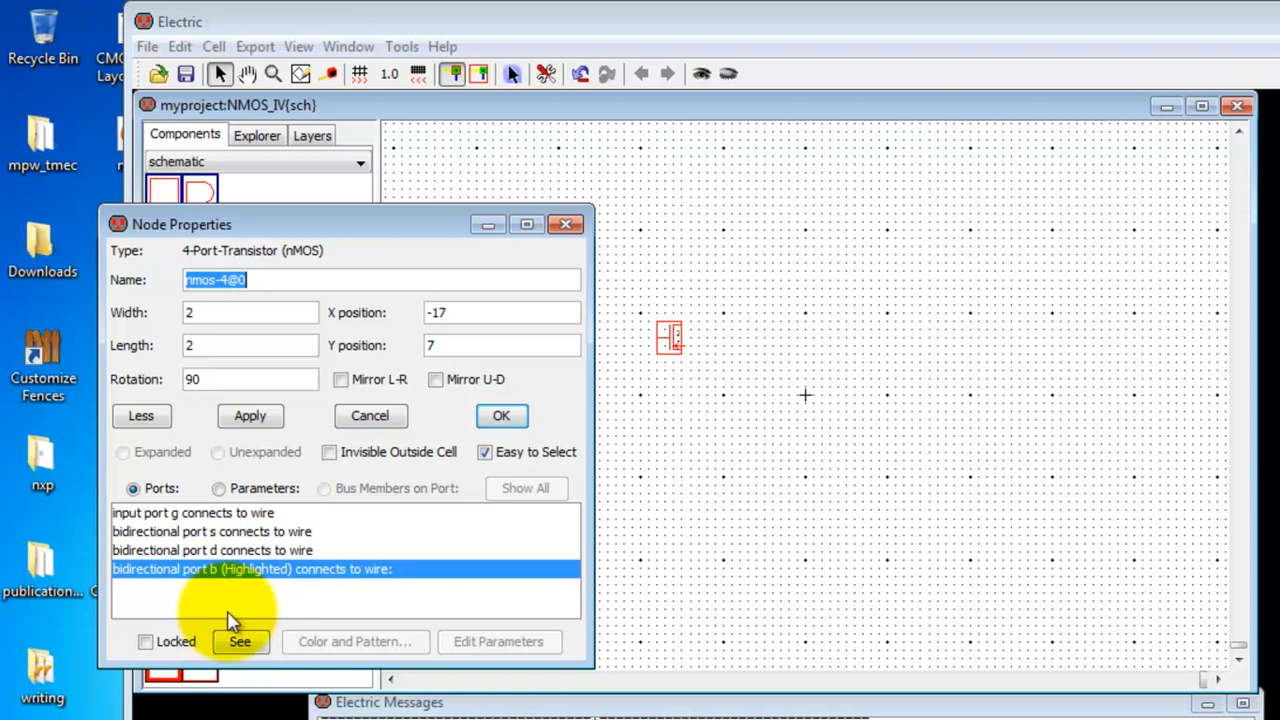 Recycle Bin
CMO
Layo
mpw_tmec
Downloads
Customize
Fences
nxp
publication...
writing
Electric
File Edit Cell Export View Window Tools Help
1.0
myproject:NMOS_IV{sch}
Components Explorer Layers
schematic
Node Properties
Type: 4-Port-Transistor (nMOS)
Name: nmos-4@0
Width: 2 X position: -17
Length: 2 Y position: 7
Rotation: 90 Mirror L-R Mirror U-D
Less Apply Cancel OK
Expanded Unexpanded Invisible Outside Cell Easy to Select
Ports: Parameters: Bus Members on Port: Show All
input port g connects to wire
bidirectional port s connects to wire
bidirectional port d connects to wire
bidirectional port b (Highlighted) connects to wire:
Locked See Color and Pattern... Edit Parameters
Electric Messages